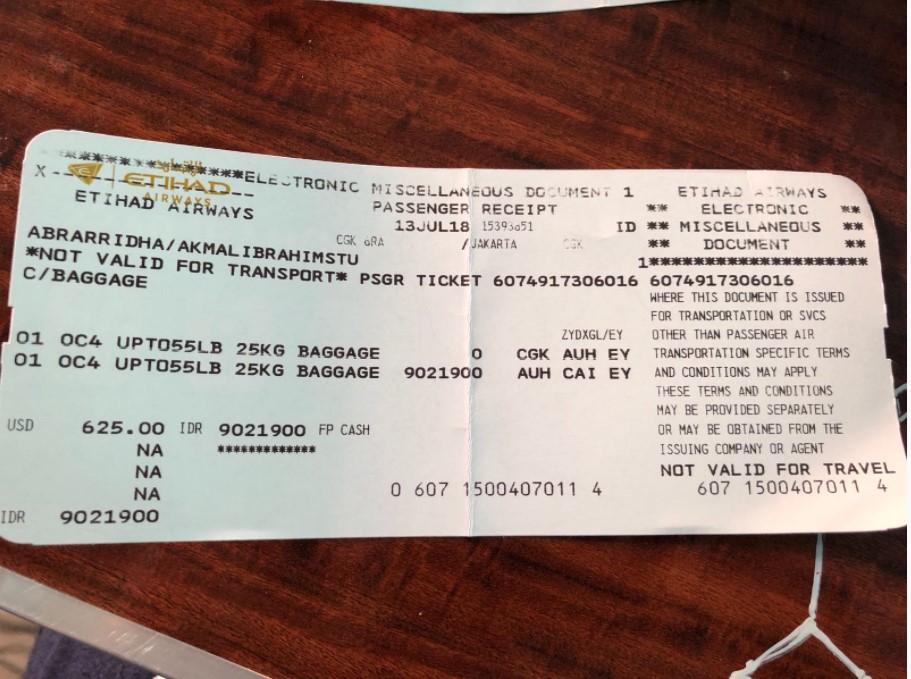 X --***********ELECTRONIC MISCELLANEOUS DOCUMENT 1 ETIHAD AIRWAYS
ETIHAD AIRWAYS
ETIHAD AIRWAYS PASSENGER RECEIPT ** ELECTRONIC **
13JUL18 ID ** MISCELLANEOUS **
ABRARRIDHA/AKMALIBRAHIMSTU CGK /JAKARTA CGK ** DOCUMENT **
*NOT VALID FOR TRANSPORT* PSGR TICKET 6074917306016 6074917306016
C/BAGGAGE
WHERE THIS DOCUMENT IS ISSUED
FOR TRANSPORTATION OR SVCS
ZYDXGL/EY OTHER THAN PASSENGER AIR
01 OC4 UPTO55LB 25KG BAGGAGE 0 CGK AUH EY TRANSPORTATION SPECIFIC TERMS
01 OC4 UPTO55LB 25KG BAGGAGE 9021900 AUH CAI EY AND CONDITIONS MAY APPLY
THESE TERMS AND CONDITIONS
MAY BE PROVIDED SEPARATELY
USD 625.00 IDR 9021900 FP CASH OR MAY BE OBTAINED FROM THE
NA ************* ISSUING COMPANY OR AGENT
NA NOT VALID FOR TRAVEL
NA 0 607 1500407011 4 607 1500407011 4
IDR 9021900